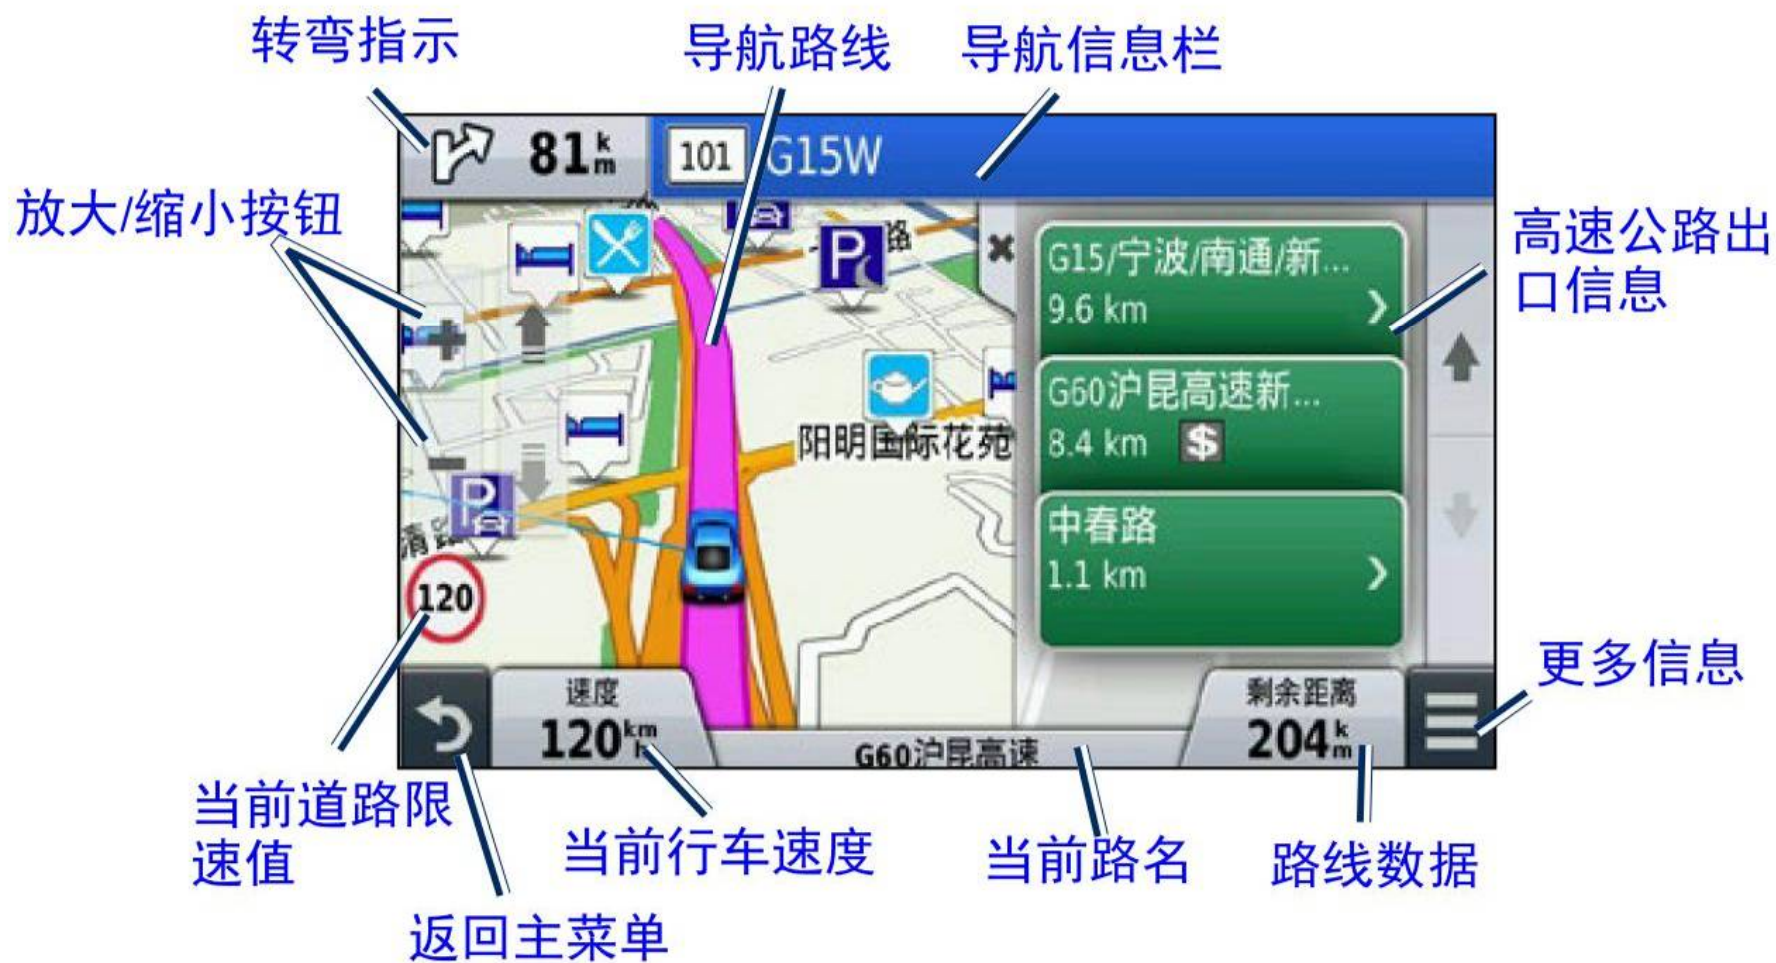 转弯指示
导航路线
导航信息栏
81 km
101
G15W
放大/缩小按钮
高速公路出
口信息
路
P
G15/宁波/南通/新...
9.6 km
G60沪昆高速新...
8.4 km $
阳明国际花苑
中春路
1.1 km
P
120
更多信息
速度
120 km
G60沪昆高速
剩余距离
204 km
当前道路限
速值
当前行车速度
当前路名
路线数据
返回主菜单